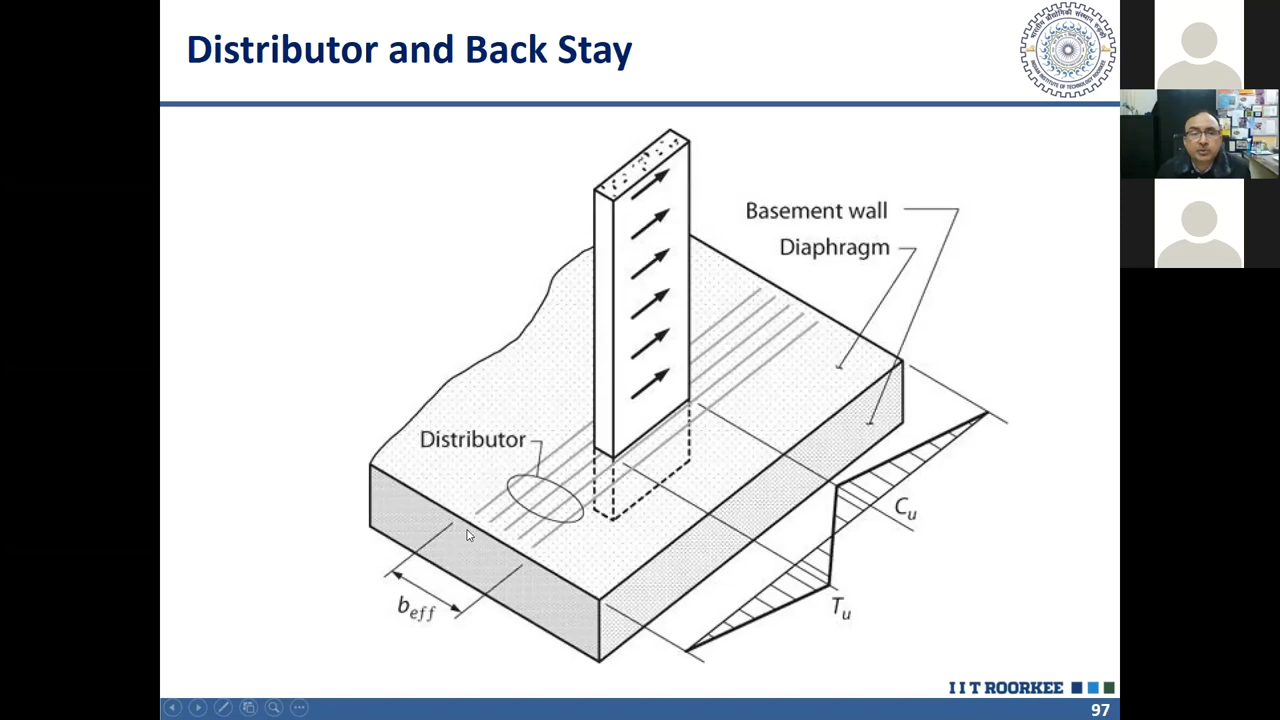 Distributor and Back Stay
Basement wall
Diaphragm
Distributor
Cu
Tu
beff
I I T ROORKEE
97